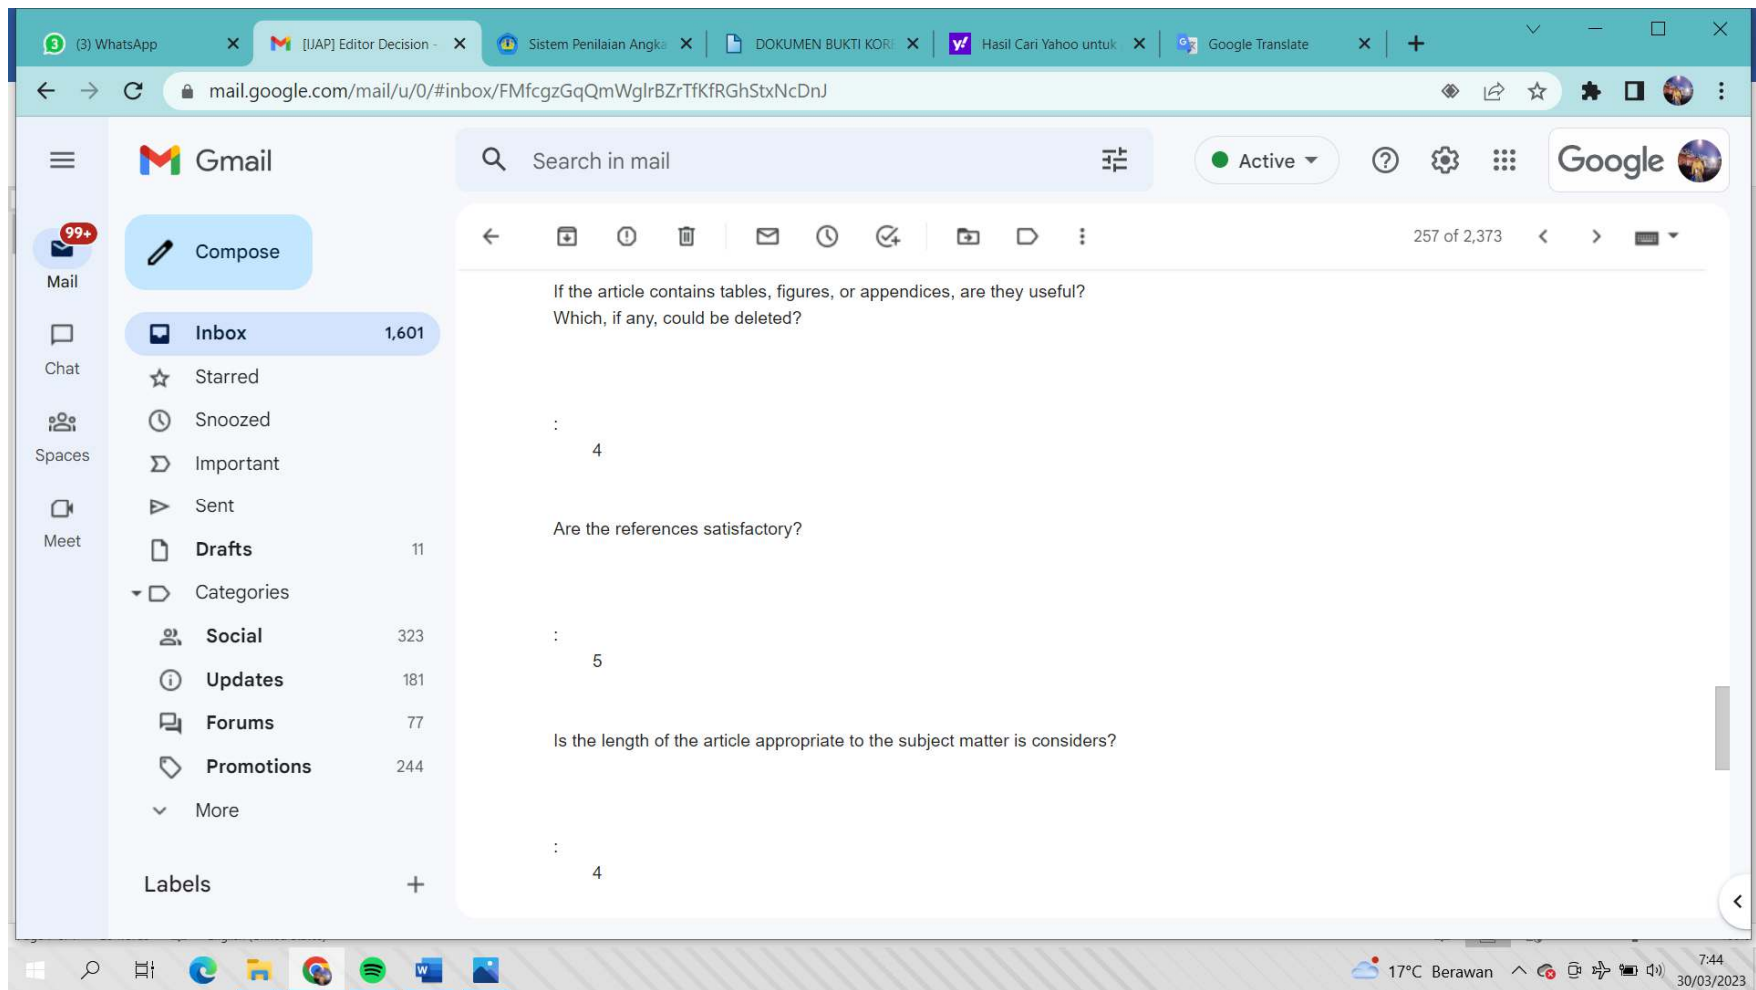 (3) WhatsApp
[IJAP] Editor Decision -
Sistem Penilaian Angka
DOKUMEN BUKTI KOR
Hasil Cari Yahoo untuk
Google Translate
mail.google.com/mail/u/0/#inbox/FMfcgzGqQmWglrBZrTfKfRGhStxNcDnJ
Gmail
Search in mail
Active
Google
99+
Mail
Chat
Spaces
Meet
Compose
Inbox 1,601
Starred
Snoozed
Important
Sent
Drafts 11
Categories
Social 323
Updates 181
Forums 77
Promotions 244
More
Labels
257 of 2,373
If the article contains tables, figures, or appendices, are they useful?
Which, if any, could be deleted?
:
4
Are the references satisfactory?
:
5
Is the length of the article appropriate to the subject matter is considers?
:
4
17°C Berawan
7:44
30/03/2023